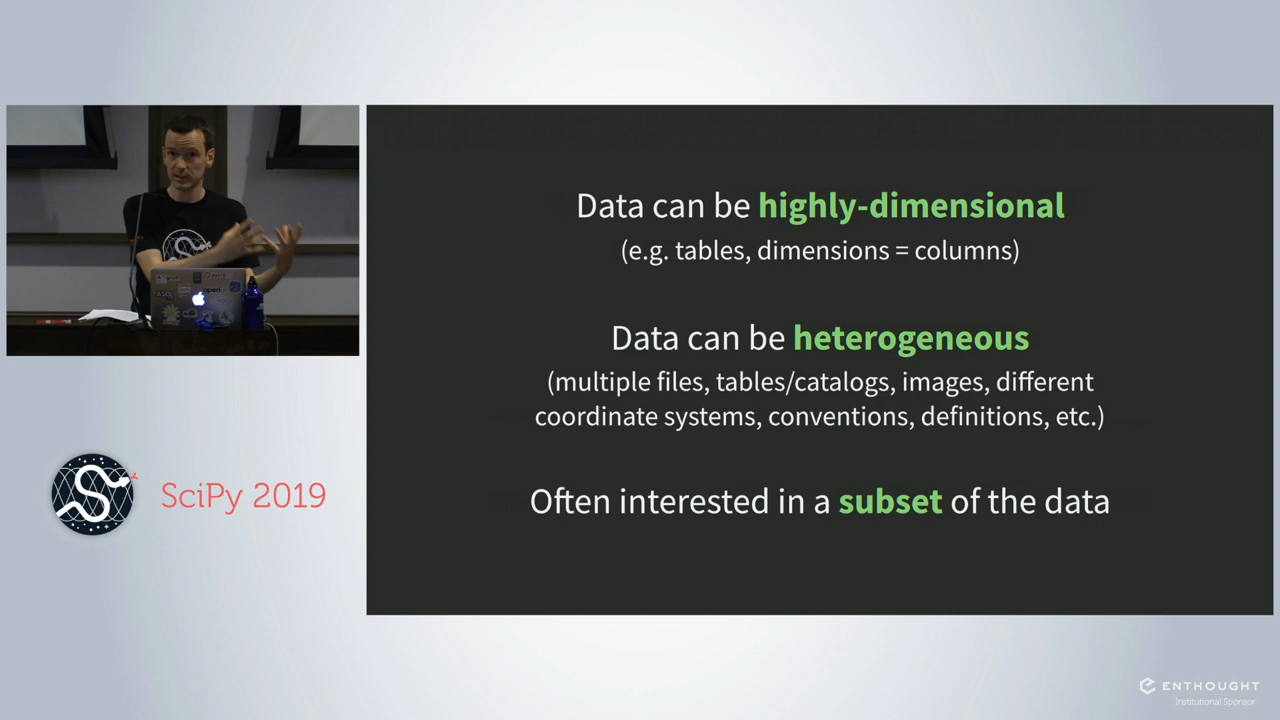 Data can be highly-dimensional
(e.g. tables, dimensions = columns)
Data can be heterogeneous
(multiple files, tables/catalogs, images, different
coordinate systems, conventions, definitions, etc.)
Often interested in a subset of the data
SciPy 2019
ENTHOUGHT
Institutional Sponsor